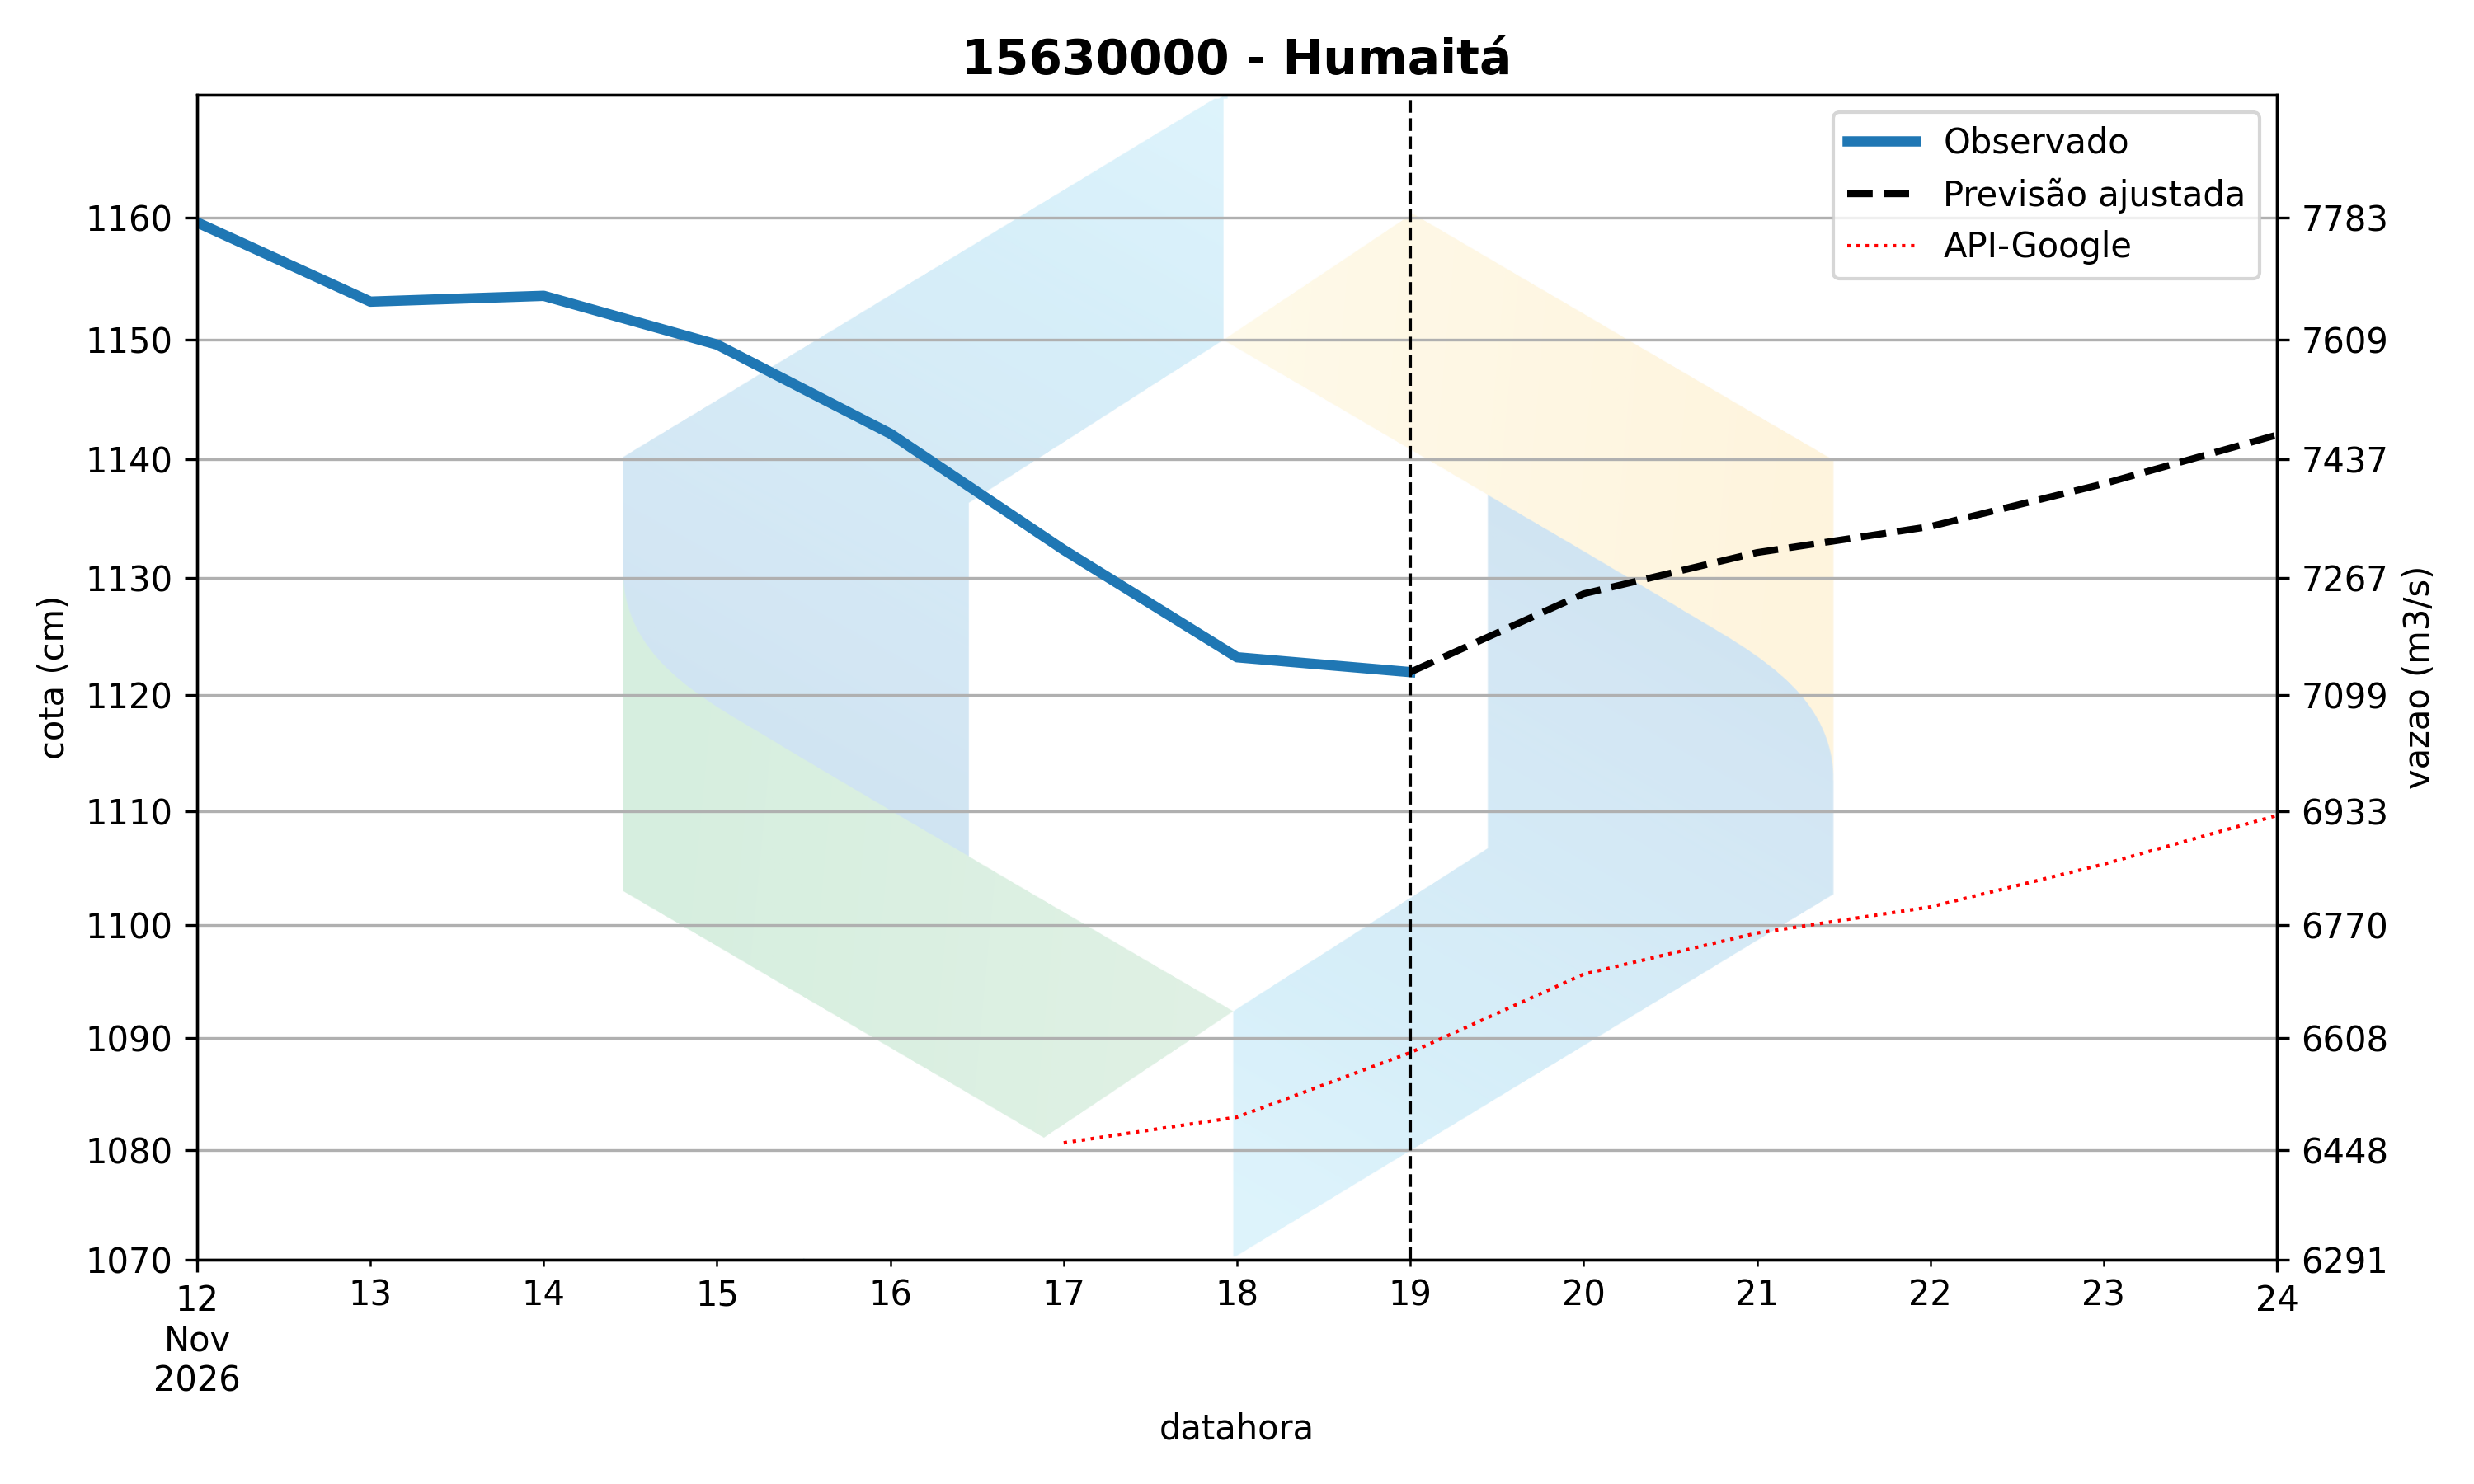 15630000 - Humaitá
Observado
Previsão ajustada
API-Google
cota (cm)
1160
1150
1140
1130
1120
1110
1100
1090
1080
1070
7783
7609
7437
7267
7099
6933
6770
6608
6448
6291
vazao (m3/s)
12 13 14 15 16 17 18 19 20 21 22 23 24
Nov
2026
datahora